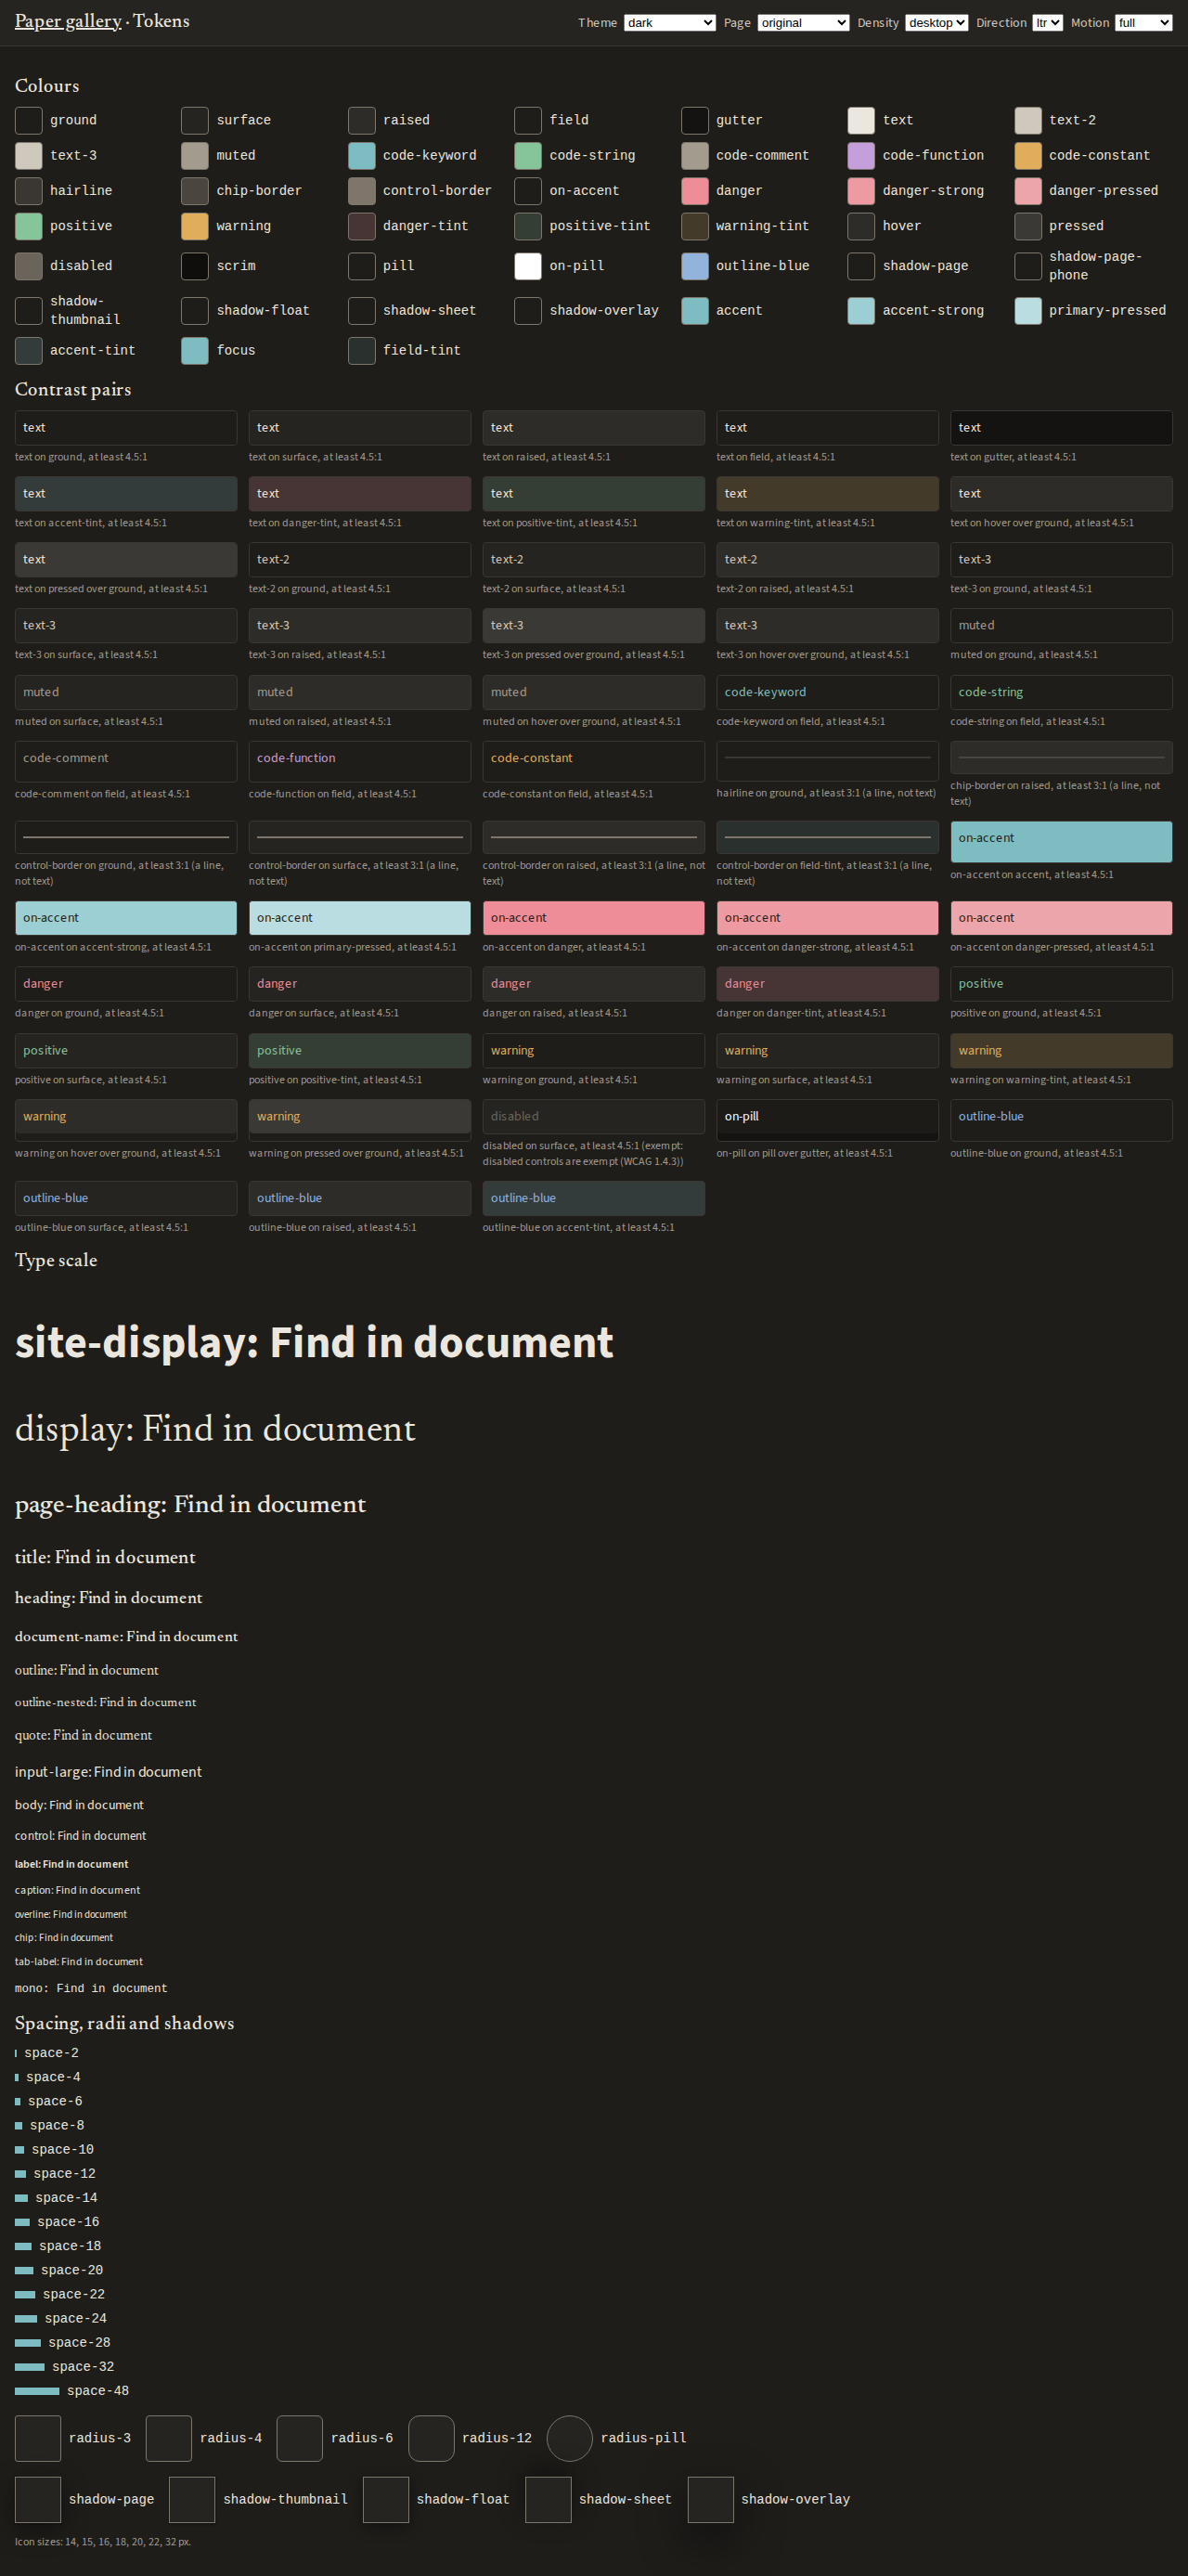 Paper gallery · Tokens Theme dark Page original Density desktop Direction ltr Motion full
Colours
ground surface raised field gutter text text-2
text-3 muted code-keyword code-string code-comment code-function code-constant
hairline chip-border control-border on-accent danger danger-strong danger-pressed
positive warning danger-tint positive-tint warning-tint hover pressed
disabled scrim pill on-pill outline-blue shadow-page shadow-page-
phone
shadow-
thumbnail shadow-float shadow-sheet shadow-overlay accent accent-strong primary-pressed
accent-tint focus field-tint
Contrast pairs
text text text text text
text on ground, at least 4.5:1 text on surface, at least 4.5:1 text on raised, at least 4.5:1 text on field, at least 4.5:1 text on gutter, at least 4.5:1
text text text text text
text on accent-tint, at least 4.5:1 text on danger-tint, at least 4.5:1 text on positive-tint, at least 4.5:1 text on warning-tint, at least 4.5:1 text on hover over ground, at least 4.5:1
text text-2 text-2 text-2 text-3
text on pressed over ground, at least 4.5:1 text-2 on ground, at least 4.5:1 text-2 on surface, at least 4.5:1 text-2 on raised, at least 4.5:1 text-3 on ground, at least 4.5:1
text-3 text-3 text-3 text-3 muted
text-3 on surface, at least 4.5:1 text-3 on raised, at least 4.5:1 text-3 on pressed over ground, at least 4.5:1 text-3 on hover over ground, at least 4.5:1 muted on ground, at least 4.5:1
muted muted muted code-keyword code-string
muted on surface, at least 4.5:1 muted on raised, at least 4.5:1 muted on hover over ground, at least 4.5:1 code-keyword on field, at least 4.5:1 code-string on field, at least 4.5:1
code-comment code-function code-constant
code-comment on field, at least 4.5:1 code-function on field, at least 4.5:1 code-constant on field, at least 4.5:1 hairline on ground, at least 3:1 (a line, not text) chip-border on raised, at least 3:1 (a line, not
text)
on-accent
control-border on ground, at least 3:1 (a line, control-border on surface, at least 3:1 (a line, control-border on raised, at least 3:1 (a line, not control-border on field-tint, at least 3:1 (a line, on-accent on accent, at least 4.5:1
not text) not text) text) not text)
on-accent on-accent on-accent on-accent on-accent
on-accent on accent-strong, at least 4.5:1 on-accent on primary-pressed, at least 4.5:1 on-accent on danger, at least 4.5:1 on-accent on danger-strong, at least 4.5:1 on-accent on danger-pressed, at least 4.5:1
danger danger danger danger positive
danger on ground, at least 4.5:1 danger on surface, at least 4.5:1 danger on raised, at least 4.5:1 danger on danger-tint, at least 4.5:1 positive on ground, at least 4.5:1
positive positive warning warning warning
positive on surface, at least 4.5:1 positive on positive-tint, at least 4.5:1 warning on ground, at least 4.5:1 warning on surface, at least 4.5:1 warning on warning-tint, at least 4.5:1
warning warning disabled on-pill outline-blue
warning on hover over ground, at least 4.5:1 warning on pressed over ground, at least 4.5:1 disabled on surface, at least 4.5:1 (exempt: on-pill on pill over gutter, at least 4.5:1 outline-blue on ground, at least 4.5:1
disabled controls are exempt (WCAG 1.4.3))
outline-blue outline-blue outline-blue
outline-blue on surface, at least 4.5:1 outline-blue on raised, at least 4.5:1 outline-blue on accent-tint, at least 4.5:1
Type scale
site-display: Find in document
display: Find in document
page-heading: Find in document
title: Find in document
heading: Find in document
document-name: Find in document
outline: Find in document
outline-nested: Find in document
quote: Find in document
input-large: Find in document
body: Find in document
control: Find in document
label: Find in document
caption: Find in document
overline: Find in document
chip: Find in document
tab-label: Find in document
mono: Find in document
Spacing, radii and shadows
space-2
space-4
space-6
space-8
space-10
space-12
space-14
space-16
space-18
space-20
space-22
space-24
space-28
space-32
space-48
radius-3 radius-4 radius-6 radius-12 radius-pill
shadow-page shadow-thumbnail shadow-float shadow-sheet shadow-overlay
Icon sizes: 14, 15, 16, 18, 20, 22, 32 px.